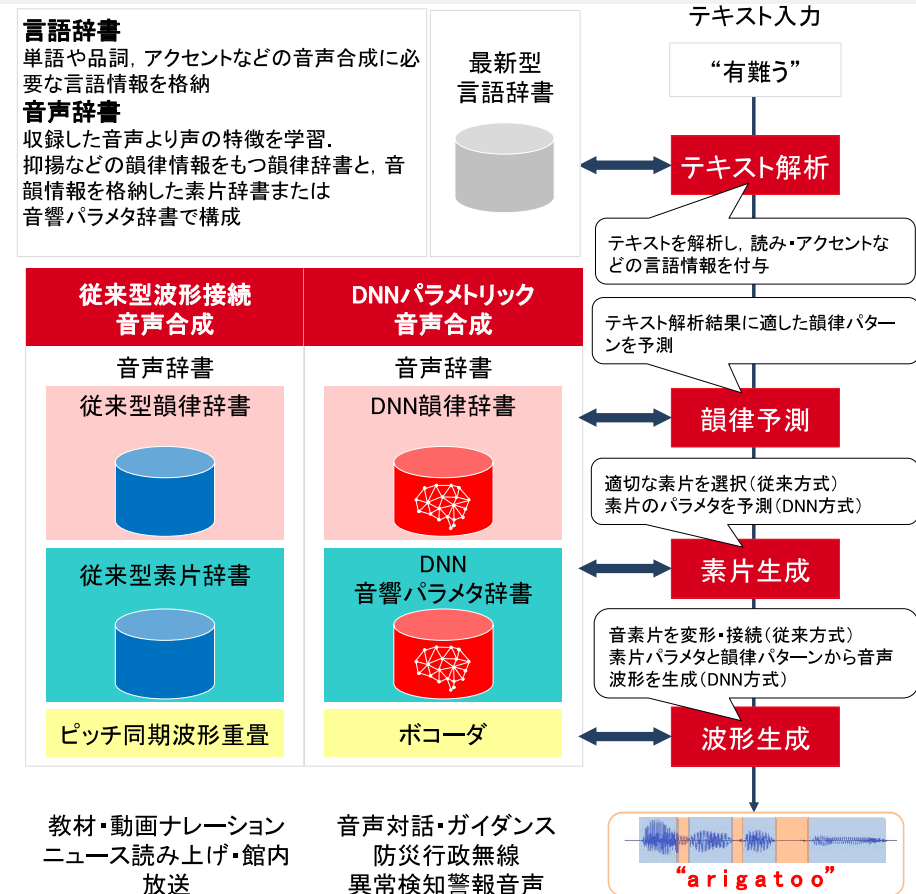 言語辞書
単語や品詞，アクセントなどの音声合成に必
要な言語情報を格納
音声辞書
収録した音声より声の特徴を学習．
抑揚などの韻律情報をもつ韻律辞書と，音
韻情報を格納した素片辞書または
音響パラメタ辞書で構成
最新型
言語辞書
テキスト入力
“有難う”
テキスト解析
テキストを解析し，読み・アクセントな
どの言語情報を付与
従来型波形接続
音声合成
DNNパラメトリック
音声合成
テキスト解析結果に適した韻律パター
ンを予測
音声辞書
音声辞書
従来型韻律辞書
DNN韻律辞書
韻律予測
適切な素片を選択（従来方式）
素片のパラメタを予測（DNN方式）
従来型素片辞書
DNN
音響パラメタ辞書
素片生成
音素片を変形・接続（従来方式）
素片パラメタと韻律パターンから音声
波形を生成（DNN方式）
ピッチ同期波形重畳
ボコーダ
波形生成
教材・動画ナレーション
ニュース読み上げ・館内
放送
音声対話・ガイダンス
防災行政無線
異常検知警報音声
“arigatoo”